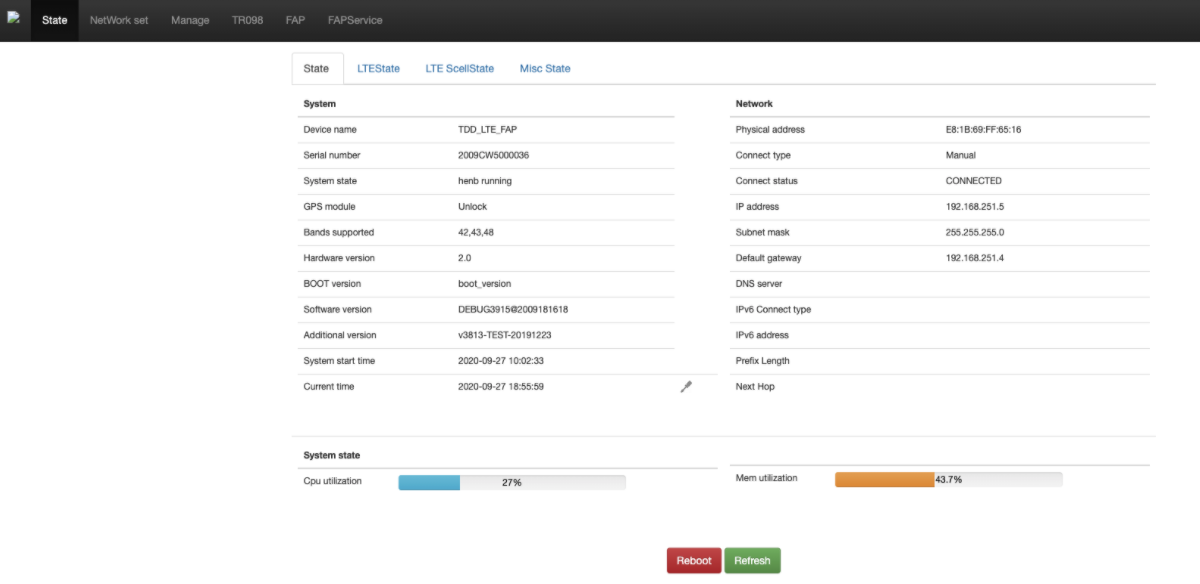 State NetWork set Manage TR098 FAP FAPService
State LTEState LTE ScellState Misc State
System
Device name TDD_LTE_FAP
Serial number 2009CW5000036
System state henb running
GPS module Unlock
Bands supported 42,43,48
Hardware version 2.0
BOOT version boot_version
Software version DEBUG3915@2009181618
Additional version v3813-TEST-20191223
System start time 2020-09-27 10:02:33
Current time 2020-09-27 18:55:59
Network
Physical address E8:1B:69:FF:65:16
Connect type Manual
Connect status CONNECTED
IP address 192.168.251.5
Subnet mask 255.255.255.0
Default gateway 192.168.251.4
DNS server
IPv6 Connect type
IPv6 address
Prefix Length
Next Hop
System state
Cpu utilization 27%
Mem utilization 43.7%
Reboot Refresh